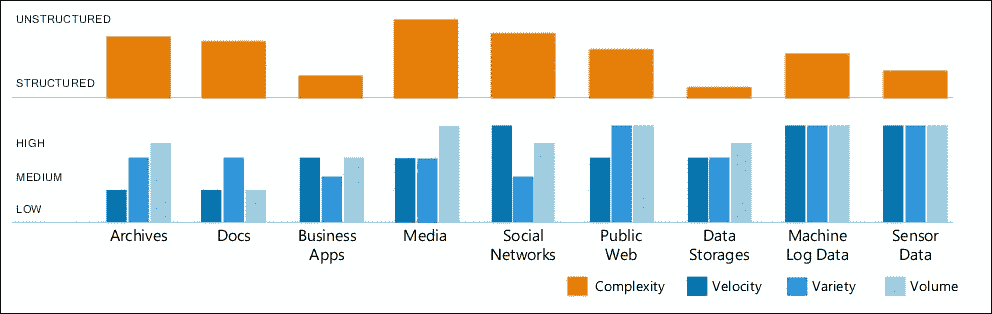 UNSTRUCTURED
STRUCTURED
HIGH
MEDIUM
LOW
Archives
Docs
Business
Apps
Media
Social
Networks
Public
Web
Data
Storages
Machine
Log Data
Sensor
Data
Complexity
Velocity
Variety
Volume